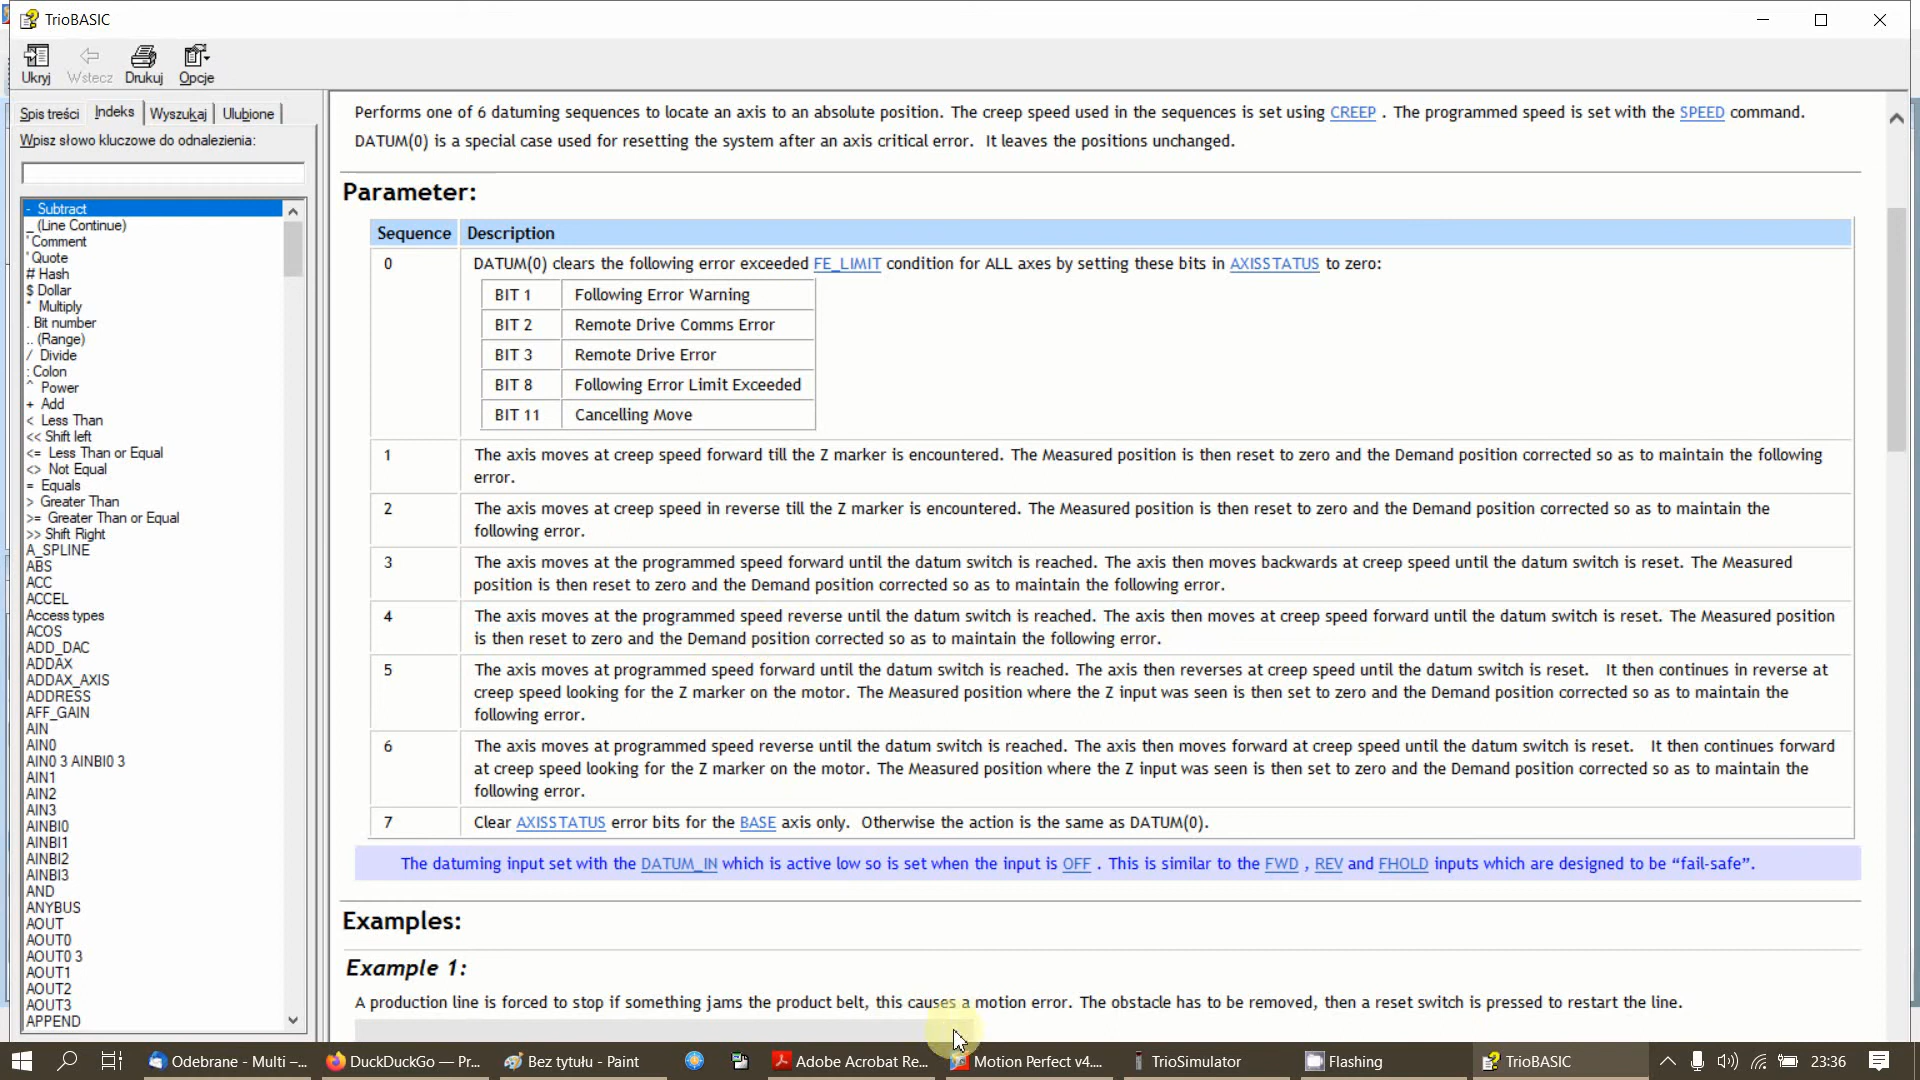 TrioBASIC
Ukryj Wstecz Drukuj Opcje
Spis treści Indeks Wyszukaj Ulubione
Wpisz słowo kluczowe do odnalezienia:
- Subtract
_ (Line Continue)
' Comment
' Quote
# Hash
$ Dollar
* Multiply
. Bit number
.. (Range)
/ Divide
: Colon
^ Power
+ Add
< Less Than
<< Shift left
<= Less Than or Equal
<> Not Equal
= Equals
> Greater Than
>= Greater Than or Equal
>> Shift Right
A_SPLINE
ABS
ACC
ACCEL
Access types
ACOS
ADD_DAC
ADDAX
ADDAX_AXIS
ADDRESS
AFF_GAIN
AIN
AIN0
AIN0 3 AINBI0 3
AIN1
AIN2
AIN3
AINBI0
AINBI1
AINBI2
AINBI3
AND
ANYBUS
AOUT
AOUT0
AOUT0 3
AOUT1
AOUT2
AOUT3
APPEND
Performs one of 6 datuming sequences to locate an axis to an absolute position. The creep speed used in the sequences is set using CREEP . The programmed speed is set with the SPEED command.
DATUM(0) is a special case used for resetting the system after an axis critical error. It leaves the positions unchanged.
Parameter:
Sequence Description
0 DATUM(0) clears the following error exceeded FE_LIMIT condition for ALL axes by setting these bits in AXISSTATUS to zero:
BIT 1 Following Error Warning
BIT 2 Remote Drive Comms Error
BIT 3 Remote Drive Error
BIT 8 Following Error Limit Exceeded
BIT 11 Cancelling Move
1 The axis moves at creep speed forward till the Z marker is encountered. The Measured position is then reset to zero and the Demand position corrected so as to maintain the following
error.
2 The axis moves at creep speed in reverse till the Z marker is encountered. The Measured position is then reset to zero and the Demand position corrected so as to maintain the
following error.
3 The axis moves at the programmed speed forward until the datum switch is reached. The axis then moves backwards at creep speed until the datum switch is reset. The Measured
position is then reset to zero and the Demand position corrected so as to maintain the following error.
4 The axis moves at the programmed speed reverse until the datum switch is reached. The axis then moves at creep speed forward until the datum switch is reset. The Measured position
is then reset to zero and the Demand position corrected so as to maintain the following error.
5 The axis moves at programmed speed forward until the datum switch is reached. The axis then reverses at creep speed until the datum switch is reset. It then continues in reverse at
creep speed looking for the Z marker on the motor. The Measured position where the Z input was seen is then set to zero and the Demand position corrected so as to maintain the
following error.
6 The axis moves at programmed speed reverse until the datum switch is reached. The axis then moves forward at creep speed until the datum switch is reset. It then continues forward
at creep speed looking for the Z marker on the motor. The Measured position where the Z input was seen is then set to zero and the Demand position corrected so as to maintain the
following error.
7 Clear AXISSTATUS error bits for the BASE axis only. Otherwise the action is the same as DATUM(0).
The datuming input set with the DATUM_IN which is active low so is set when the input is OFF . This is similar to the FWD , REV and FHOLD inputs which are designed to be “fail-safe”.
Examples:
Example 1:
A production line is forced to stop if something jams the product belt, this causes a motion error. The obstacle has to be removed, then a reset switch is pressed to restart the line.
Odebrane - Multi –... DuckDuckGo — Pr... Bez tytułu - Paint Adobe Acrobat Re... Motion Perfect v4.... TrioSimulator Flashing TrioBASIC 23:36